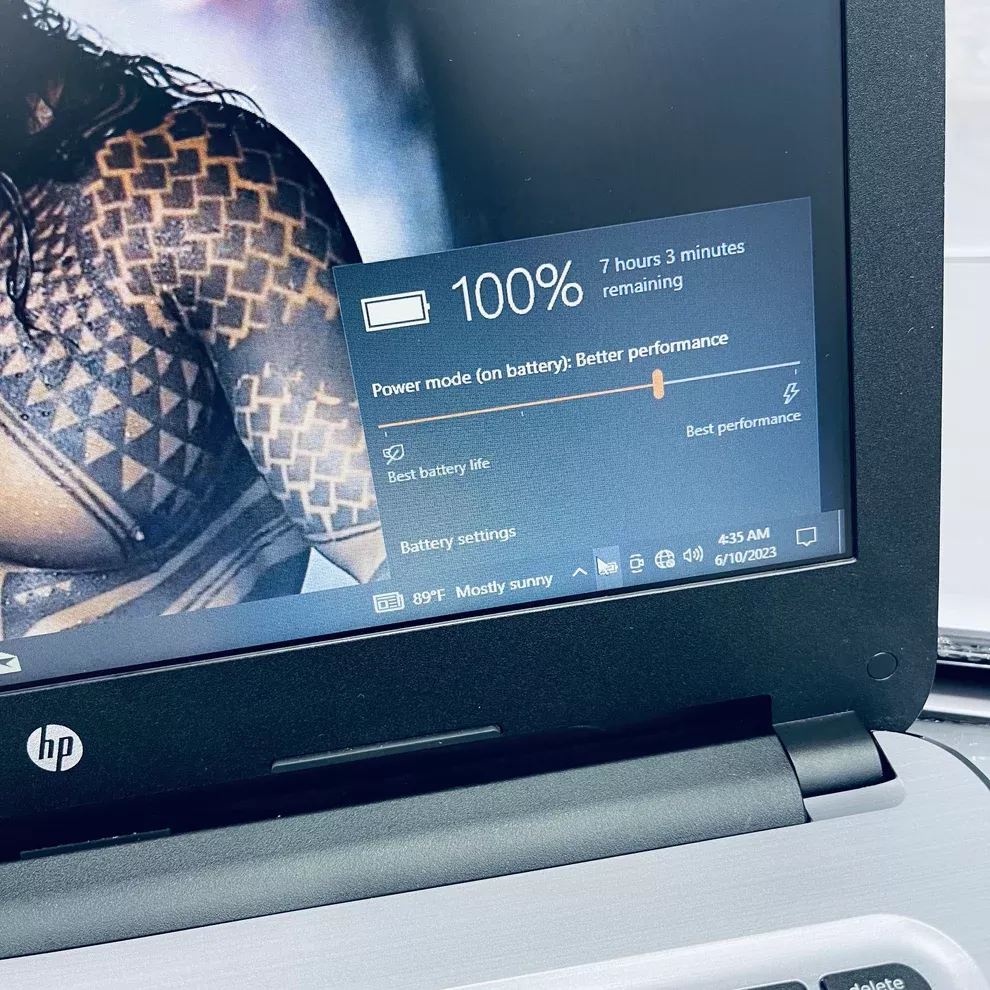 100%
7 hours 3 minutes
remaining
Power mode (on battery): Better performance
Best battery life
Best performance
Battery settings
89°F Mostly sunny
4:35 AM
6/10/2023
hp
delete